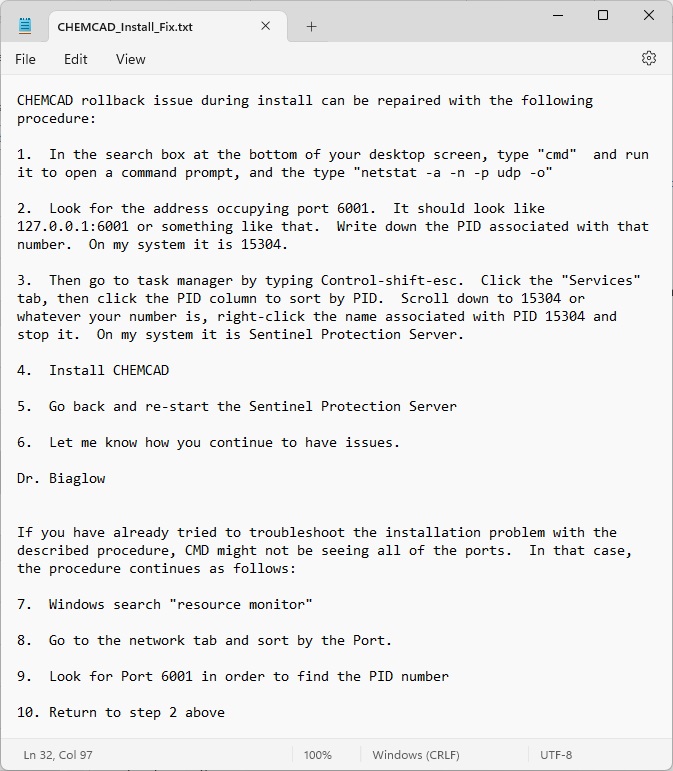 CHEMCAD_Install_Fix.txt
File Edit View
CHEMCAD rollback issue during install can be repaired with the following
procedure:
1.  In the search box at the bottom of your desktop screen, type "cmd"  and run
it to open a command prompt, and the type "netstat -a -n -p udp -o"
2.  Look for the address occupying port 6001.  It should look like
127.0.0.1:6001 or something like that.  Write down the PID associated with that
number.  On my system it is 15304.
3.  Then go to task manager by typing Control-shift-esc.  Click the "Services"
tab, then click the PID column to sort by PID.  Scroll down to 15304 or
whatever your number is, right-click the name associated with PID 15304 and
stop it.  On my system it is Sentinel Protection Server.
4.  Install CHEMCAD
5.  Go back and re-start the Sentinel Protection Server
6.  Let me know how you continue to have issues.
Dr. Biaglow
If you have already tried to troubleshoot the installation problem with the
described procedure, CMD might not be seeing all of the ports.  In that case,
the procedure continues as follows:
7.  Windows search "resource monitor"
8.  Go to the network tab and sort by the Port.
9.  Look for Port 6001 in order to find the PID number
10. Return to step 2 above
Ln 32, Col 97 100% Windows (CRLF) UTF-8